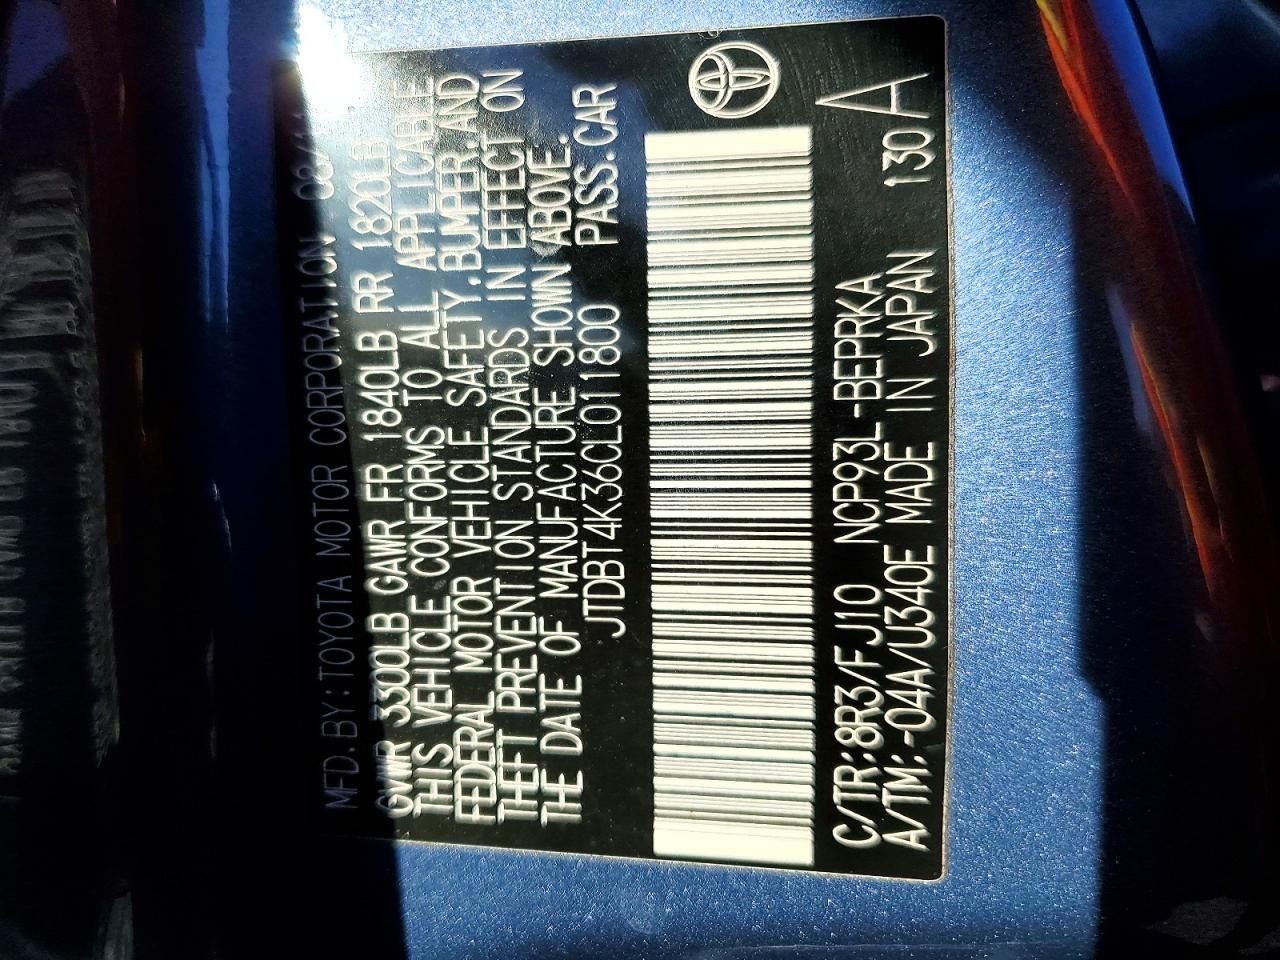 MFD.BY:TOYOTA MOTOR CORPORATION
GVWR 3300LB GAWR FR 1840LB RR 1820LB
THIS VEHICLE CONFORMS TO ALL APPLICABLE
FEDERAL MOTOR VEHICLE SAFETY.BUMPER.AND
THEFT PREVENTION STANDARDS IN EFFECT ON
THE DATE OF MANUFACTURE SHOWN ABOVE.
JTDBT4K36CL011800 PASS.CAR
C/TR:8R3/FJ10 NCP93L-BEPRKA A
A/TM:-04A/U340E MADE IN JAPAN 130